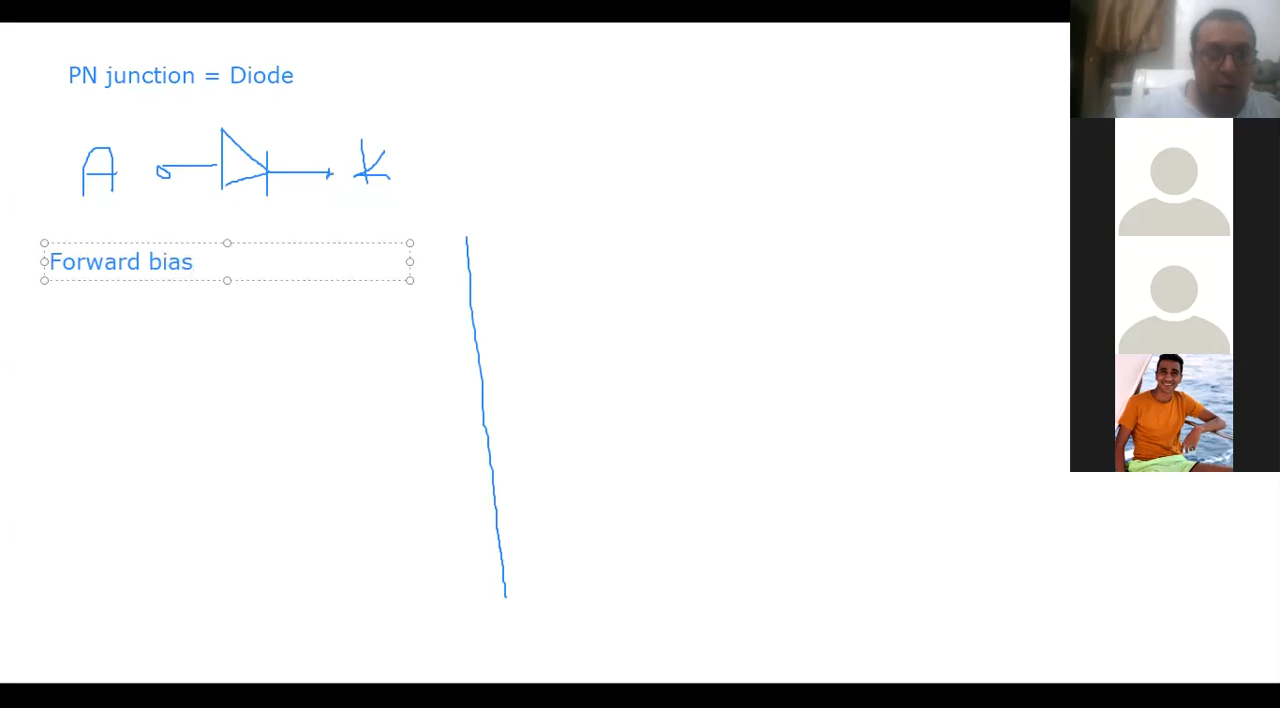 PN junction = Diode
A K
Forward bias